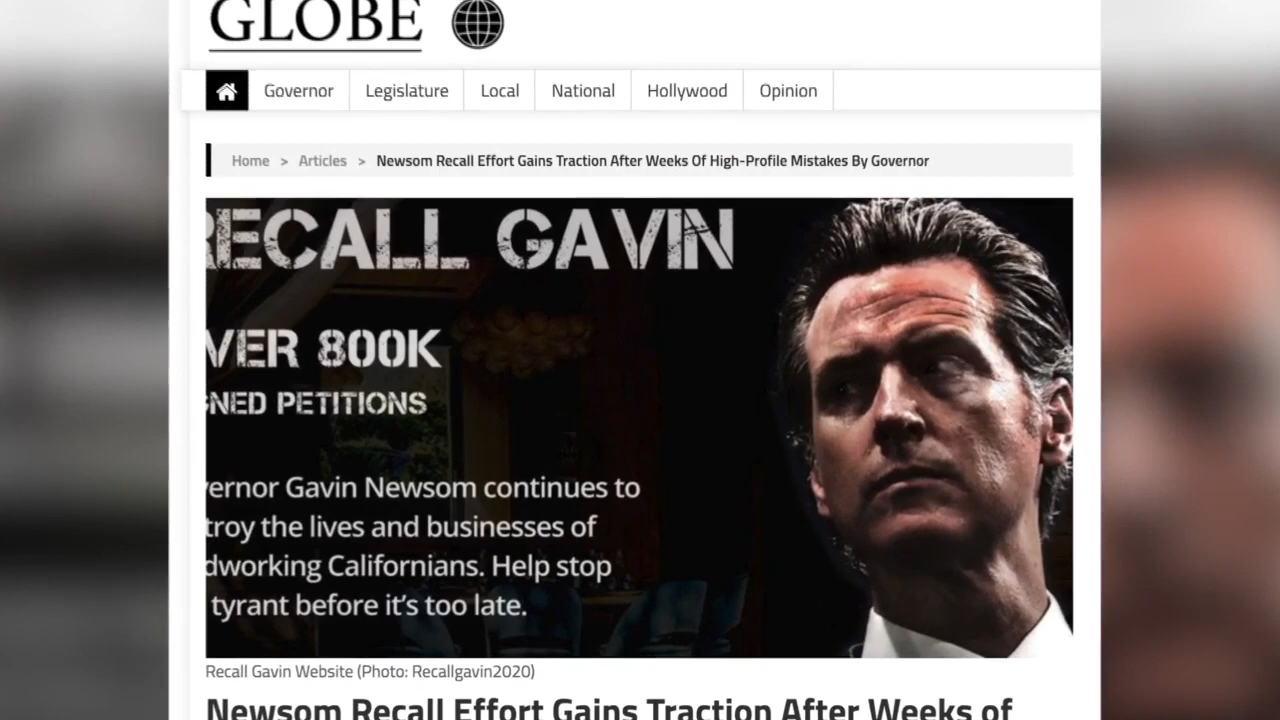 GLOBE
Governor Legislature Local National Hollywood Opinion
Home > Articles > Newsom Recall Effort Gains Traction After Weeks Of High-Profile Mistakes By Governor
RECALL GAVIN
VER 800K
GNED PETITIONS
vernor Gavin Newsom continues to
troy the lives and businesses of
dworking Californians. Help stop
tyrant before it's too late.
Recall Gavin Website (Photo: Recallgavin2020)
Newsom Recall Effort Gains Traction After Weeks of